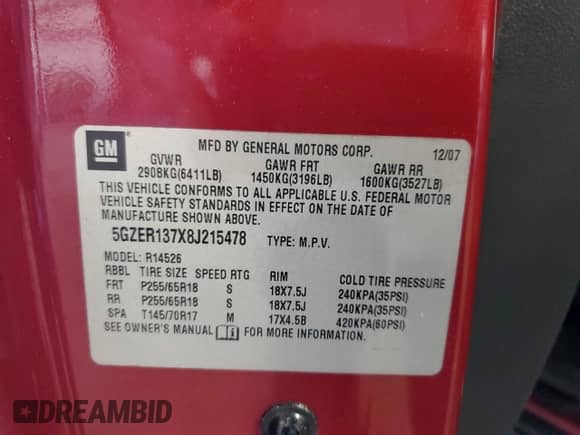 GM
MFD BY GENERAL MOTORS CORP. 12/07
GVWR GAWR FRT GAWR RR
2908KG(6411LB) 1450KG(3196LB) 1600KG(3527LB)
THIS VEHICLE CONFORMS TO ALL APPLICABLE U.S. FEDERAL MOTOR
VEHICLE SAFETY STANDARDS IN EFFECT ON THE DATE OF
MANUFACTURE SHOWN ABOVE.
5GZER137X8J215478 TYPE: M.P.V.
MODEL: R14526
RBBL TIRE SIZE SPEED RTG RIM COLD TIRE PRESSURE
FRT P255/65R18 S 18X7.5J 240KPA(35PSI)
RR P255/65R18 S 18X7.5J 240KPA(35PSI)
SPA T145/70R17 M 17X4.5B 420KPA(60PSI)
SEE OWNER'S MANUAL FOR MORE INFORMATION.
DREAMBID